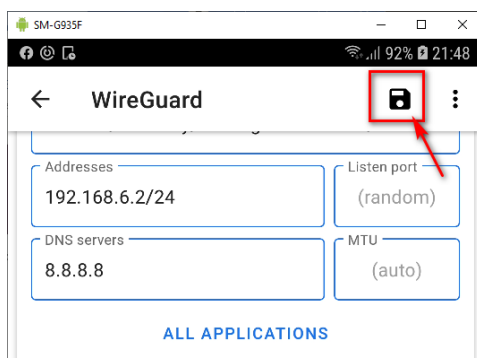 SM-G935F
92% 21:48
WireGuard
Addresses
192.168.6.2/24
Listen port
(random)
DNS servers
8.8.8.8
MTU
(auto)
ALL APPLICATIONS